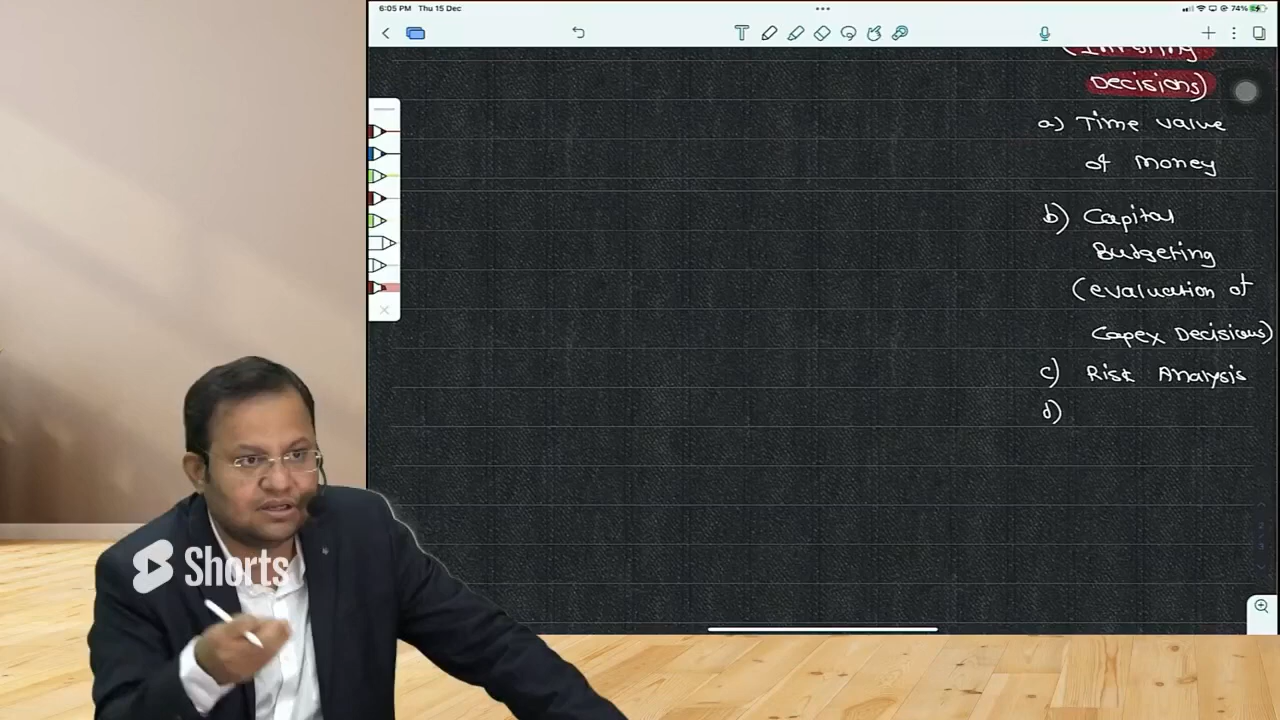 6:05 PM Thu 15 Dec
74%
T
(Investing
Decisions)
a) Time value
of Money
b) Capital
Budgeting
(evaluation of
Capex Decisions)
c) Risk Analysis
d)
Shorts